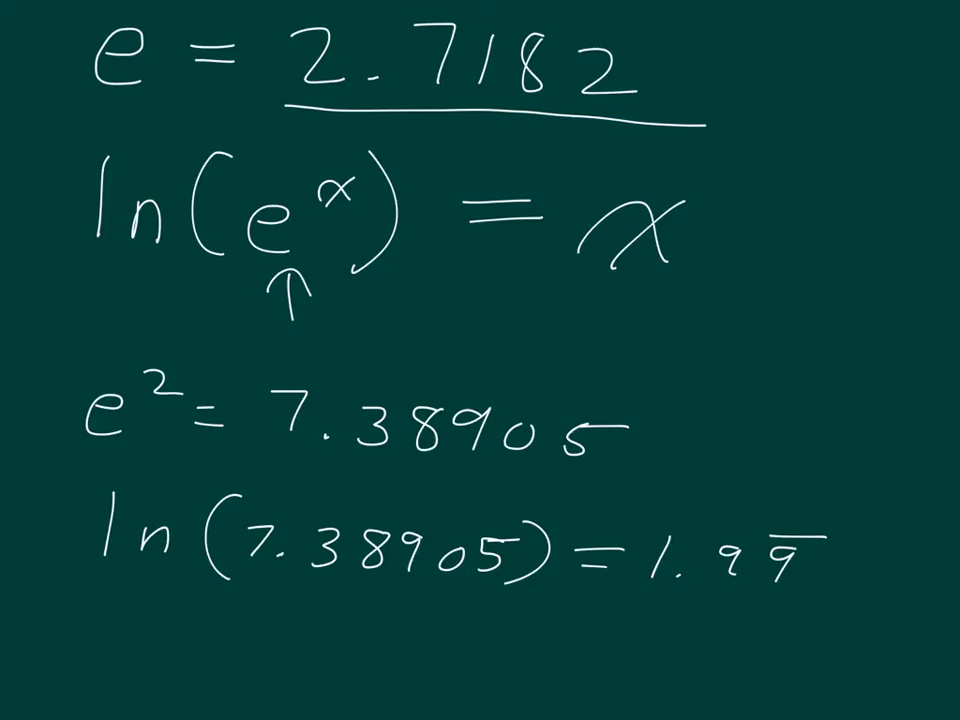 e = 2.7182
ln(e^x) = x
↑
e^2 = 7.38905
ln(7.38905) = 1.99̅